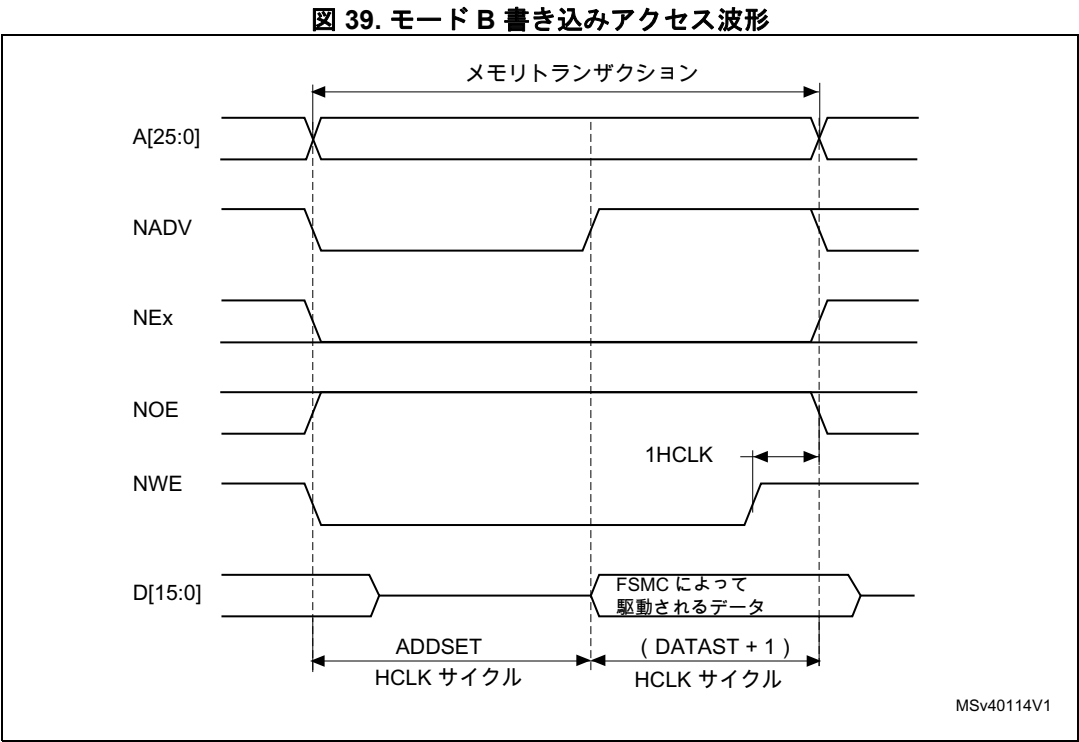 図 39. モード B 書き込みアクセス波形
メモリトランザクション
A[25:0]
NADV
NEx
NOE
1HCLK
NWE
D[15:0]
FSMC によって
駆動されるデータ
ADDSET
HCLK サイクル
( DATAST + 1 )
HCLK サイクル
MSv40114V1